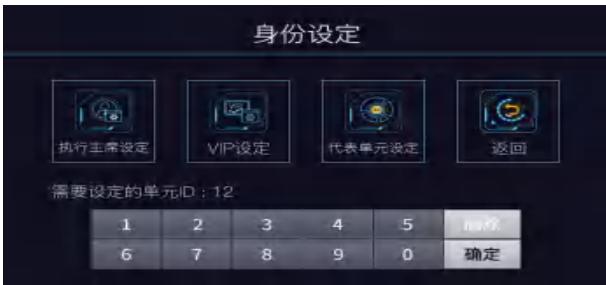 身份设定
执行主席设定 VIP设定 代表单元设定 返回
需要设定的单元ID：12
1 2 3 4 5 删除
6 7 8 9 0 确定